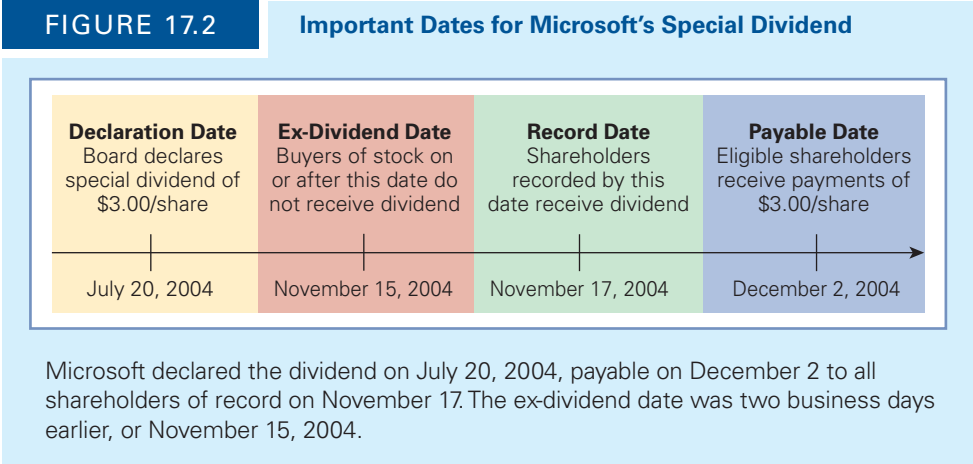 FIGURE 17.2
Important Dates for Microsoft's Special Dividend
Declaration Date
Board declares
special dividend of
$3.00/share
July 20, 2004
Ex-Dividend Date
Buyers of stock on
or after this date do
not receive dividend
November 15, 2004
Record Date
Shareholders
recorded by this
date receive dividend
November 17, 2004
Payable Date
Eligible shareholders
receive payments of
$3.00/share
December 2, 2004
Microsoft declared the dividend on July 20, 2004, payable on December 2 to all
shareholders of record on November 17. The ex-dividend date was two business days
earlier, or November 15, 2004.